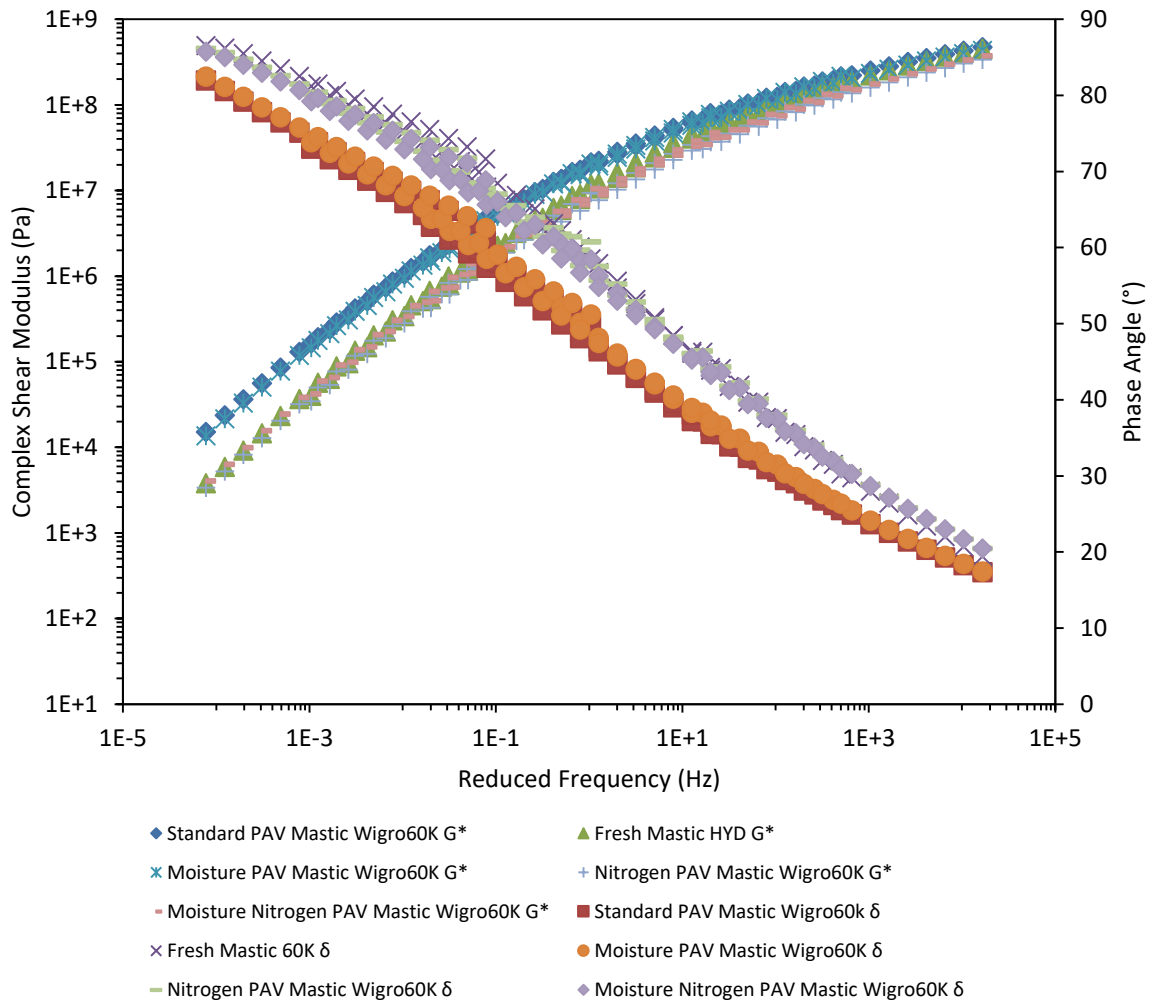 1E+9
1E+8
1E+7
1E+6
1E+5
1E+4
1E+3
1E+2
1E+1
Complex Shear Modulus (Pa)
90
80
70
60
50
40
30
20
10
0
Phase Angle (°)
1E-5 1E-3 1E-1 1E+1 1E+3 1E+5
Reduced Frequency (Hz)
Standard PAV Mastic Wigro60K G* Fresh Mastic HYD G*
Moisture PAV Mastic Wigro60K G* Nitrogen PAV Mastic Wigro60K G*
Moisture Nitrogen PAV Mastic Wigro60K G* Standard PAV Mastic Wigro60k δ
Fresh Mastic 60K δ Moisture PAV Mastic Wigro60K δ
Nitrogen PAV Mastic Wigro60K δ Moisture Nitrogen PAV Mastic Wigro60K δ